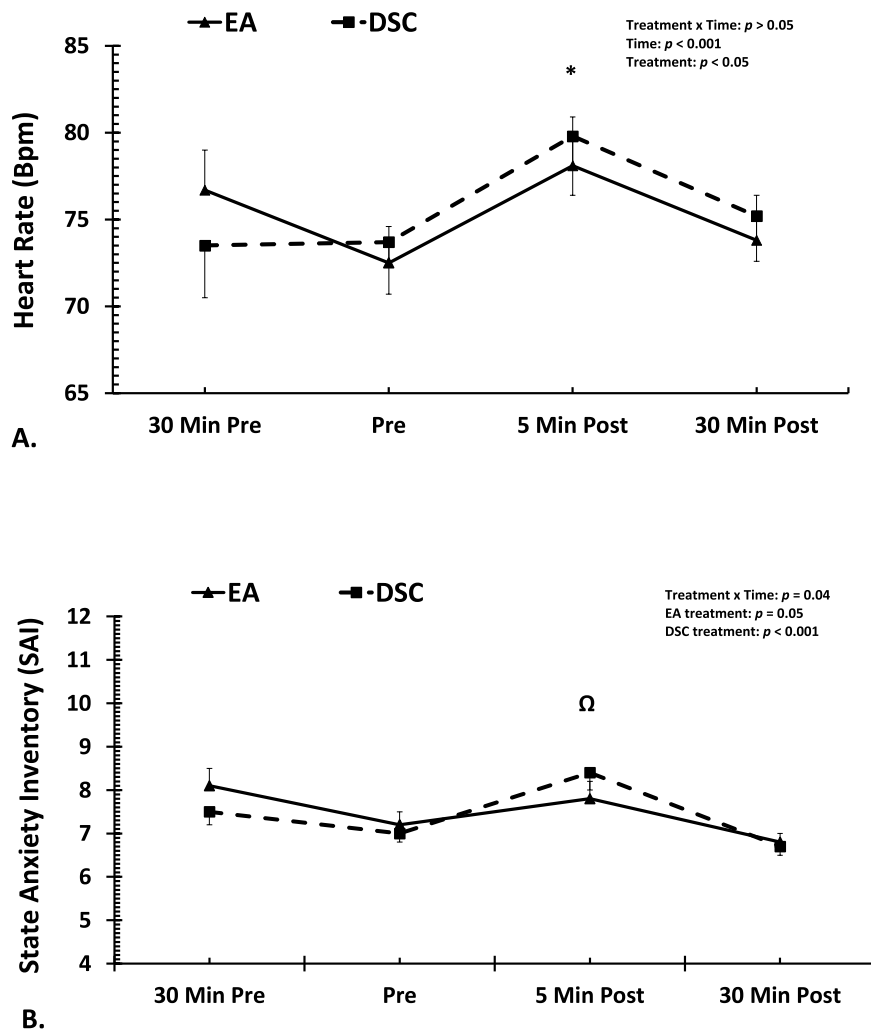 EA DSC
Treatment x Time: p > 0.05
Time: p < 0.001
Treatment: p < 0.05
*
Heart Rate (Bpm)
85
80
75
70
65
30 Min Pre Pre 5 Min Post 30 Min Post
A.
EA DSC
Treatment x Time: p = 0.04
EA treatment: p = 0.05
DSC treatment: p < 0.001
Ω
State Anxiety Inventory (SAI)
12
11
10
9
8
7
6
5
4
30 Min Pre Pre 5 Min Post 30 Min Post
B.